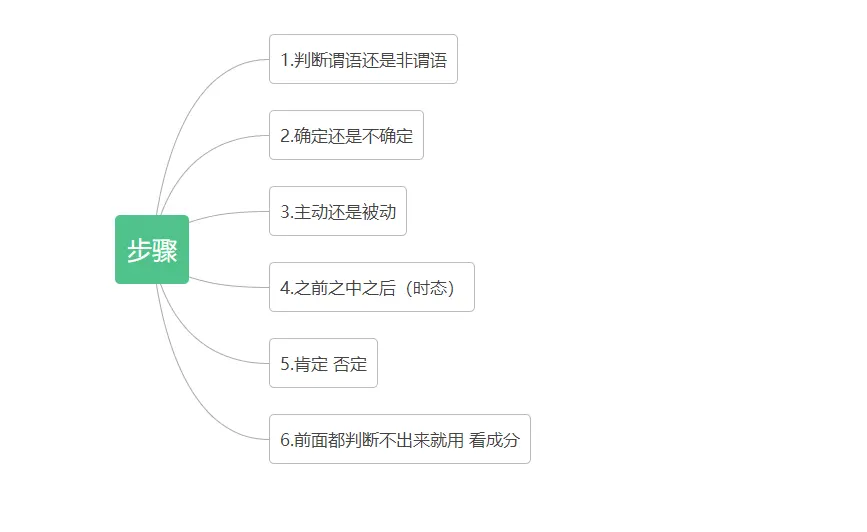 步骤
1.判断谓语还是非谓语
2.确定还是不确定
3.主动还是被动
4.之前之中之后（时态）
5.肯定 否定
6.前面都判断不出来就用 看成分